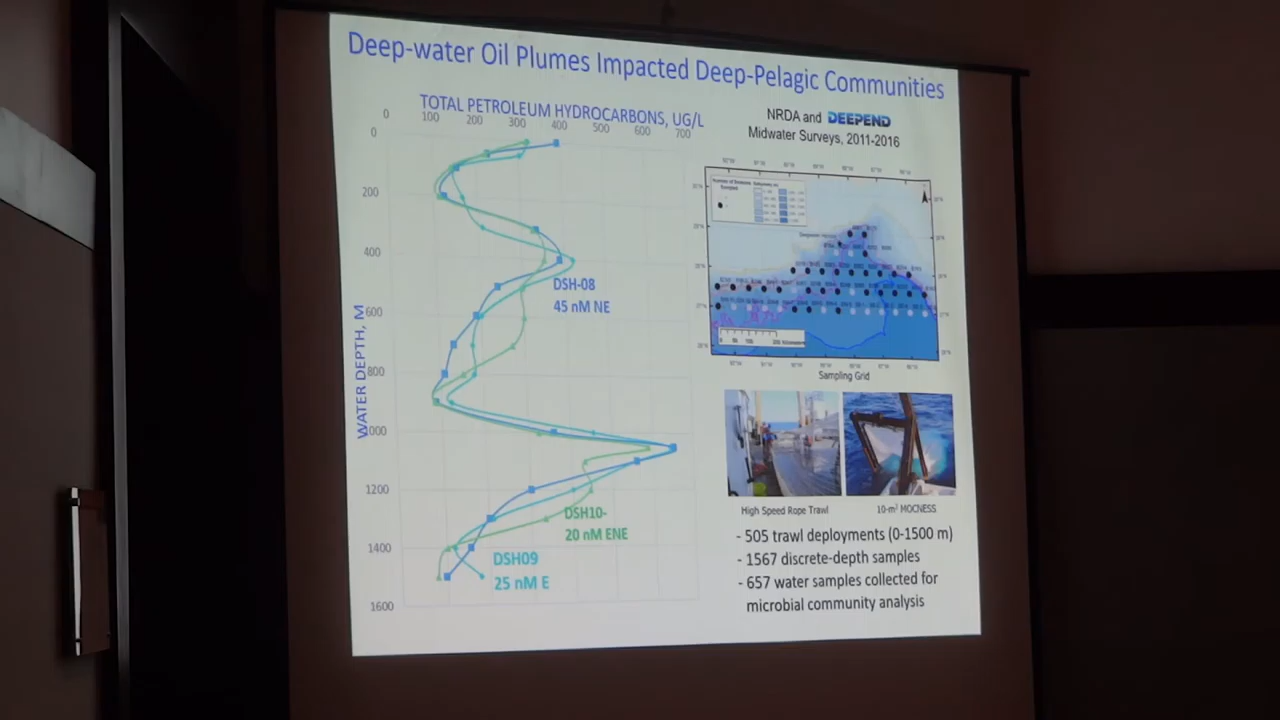 Deep-water Oil Plumes Impacted Deep-Pelagic Communities
TOTAL PETROLEUM HYDROCARBONS, UG/L
0 100 200 300 400 500 600 700
0
200
400
600
800
1000
1200
1400
1600
WATER DEPTH, M
DSH-08
45 nM NE
DSH10-
20 nM ENE
DSH09
25 nM E
NRDA and DEEPEND
Midwater Surveys, 2011-2016
Sampling Grid
High Speed Rope Trawl
10-m² MOCNESS
- 505 trawl deployments (0-1500 m)
- 1567 discrete-depth samples
- 657 water samples collected for
microbial community analysis